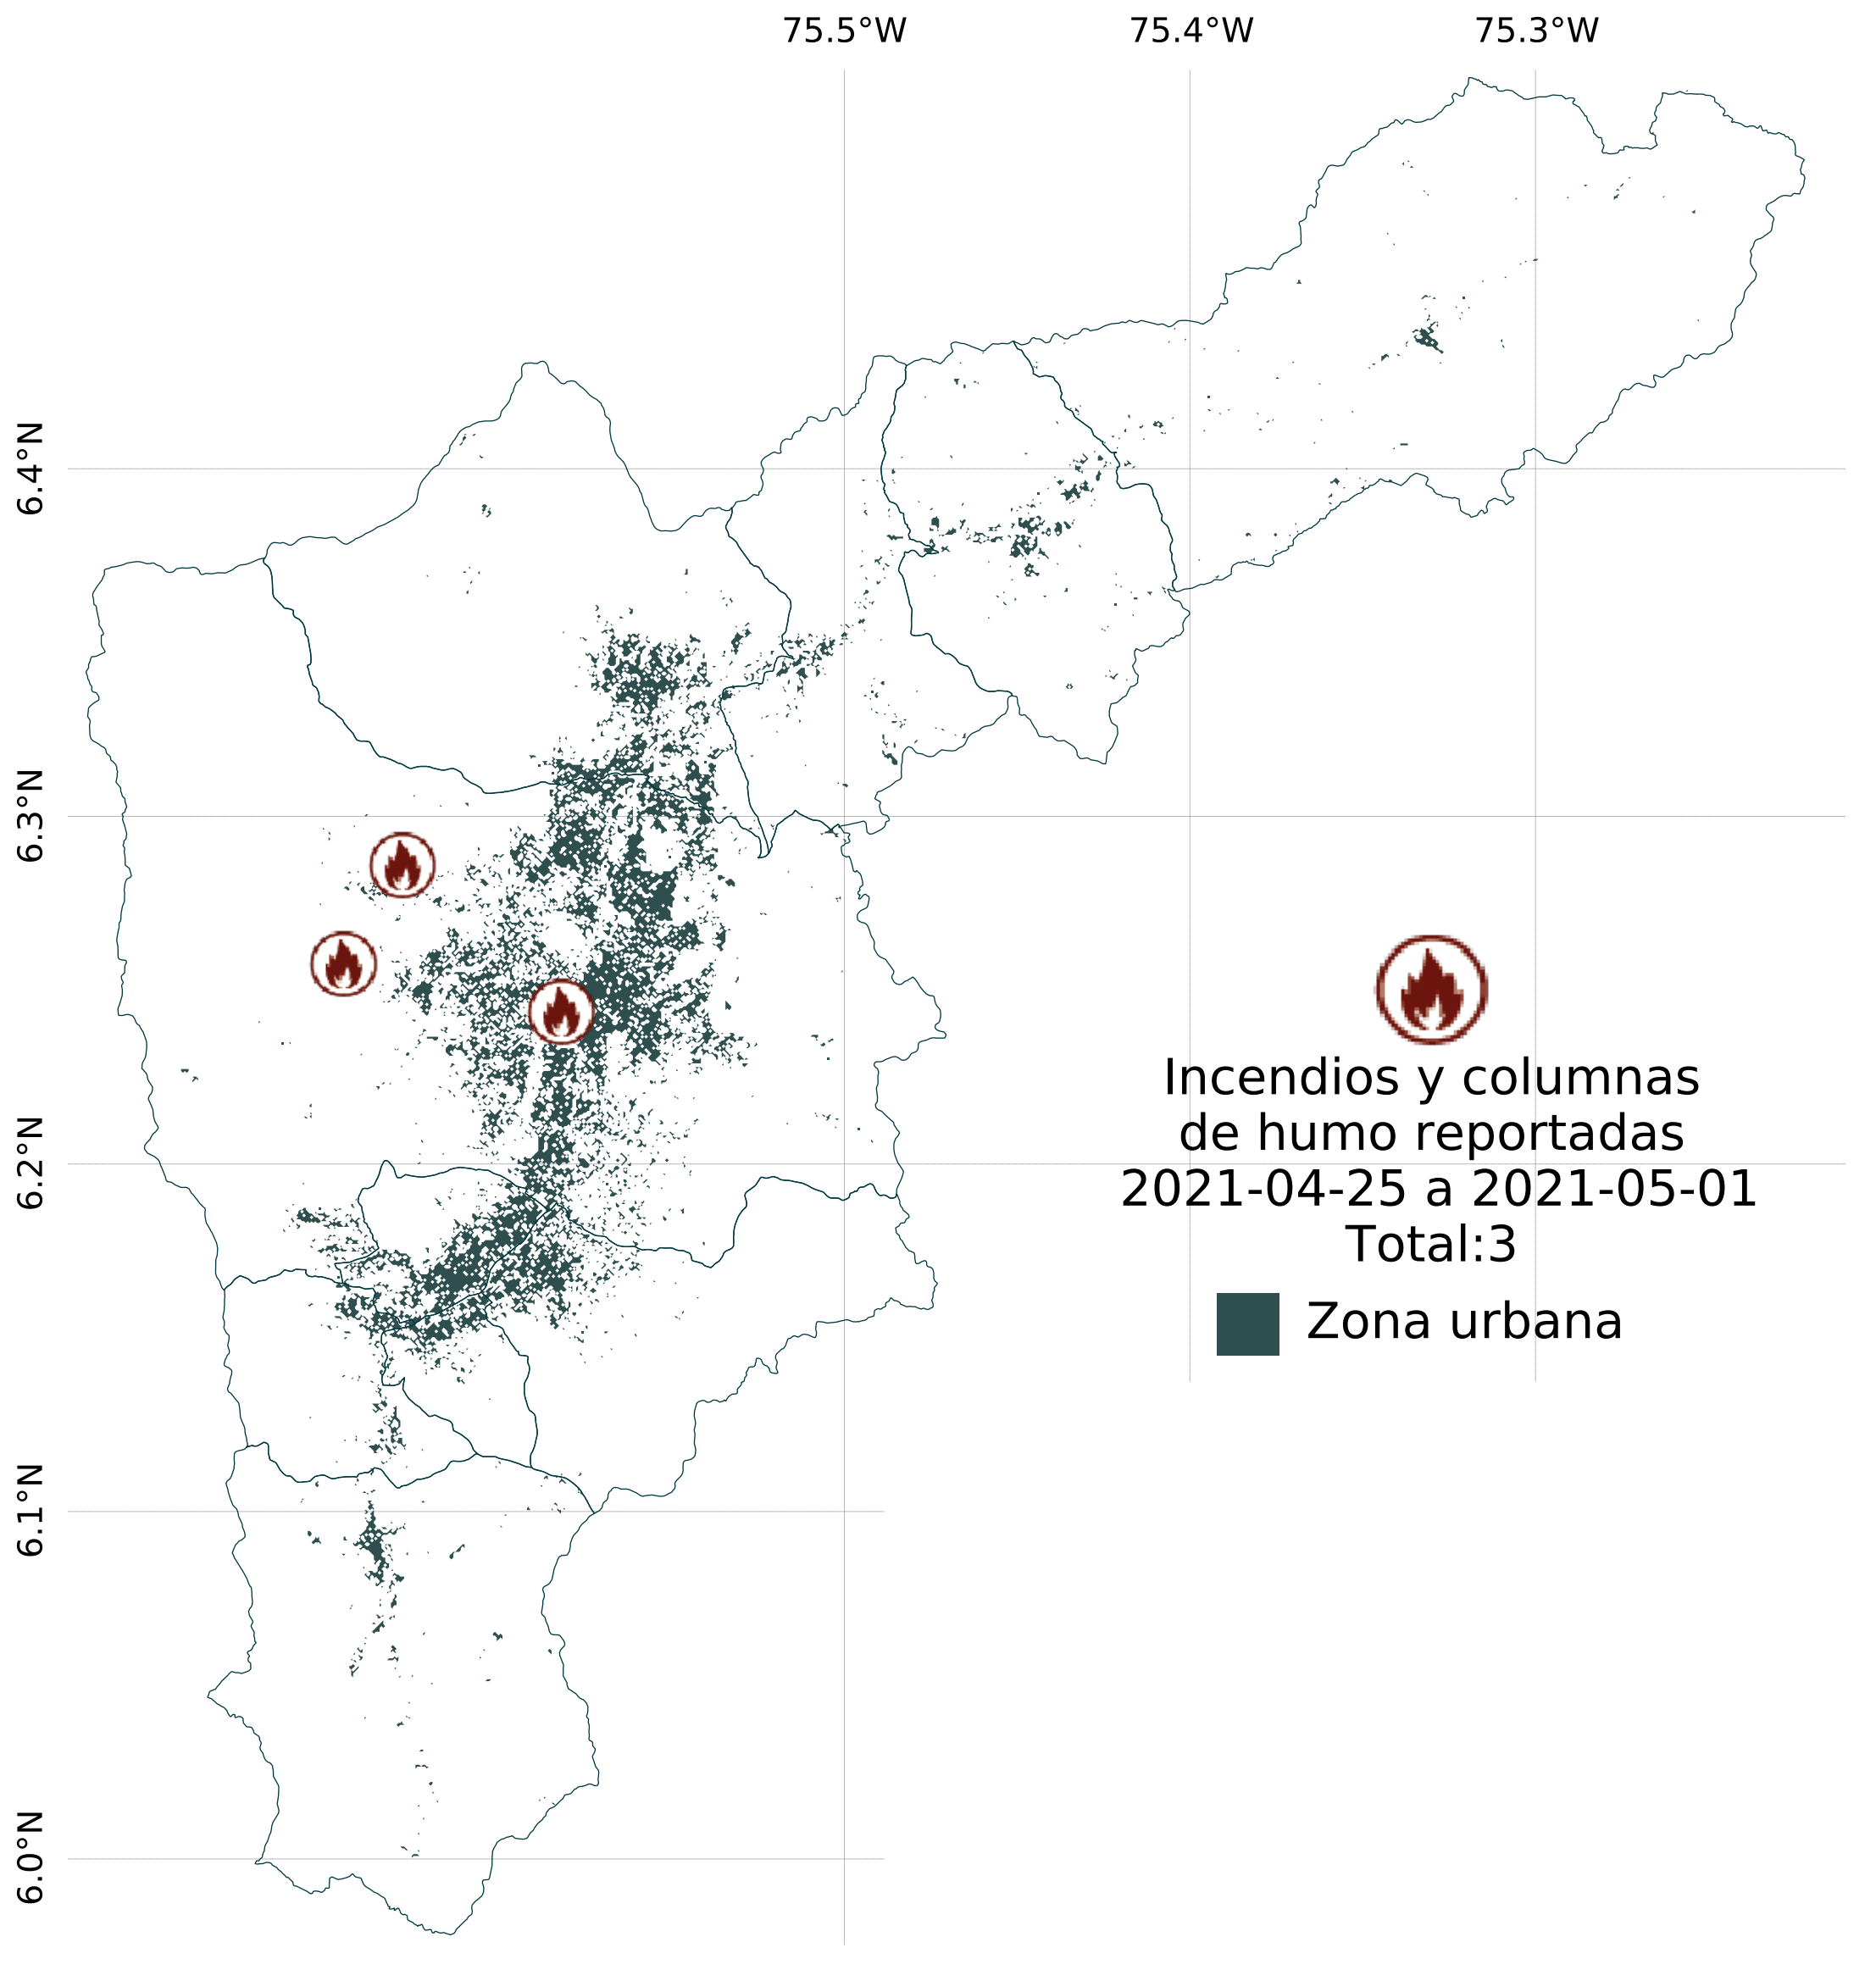 75.5°W
75.4°W
75.3°W
6.4°N
6.3°N
6.2°N
6.1°N
6.0°N
Incendios y columnas
de humo reportadas
2021-04-25 a 2021-05-01
Total:3
Zona urbana